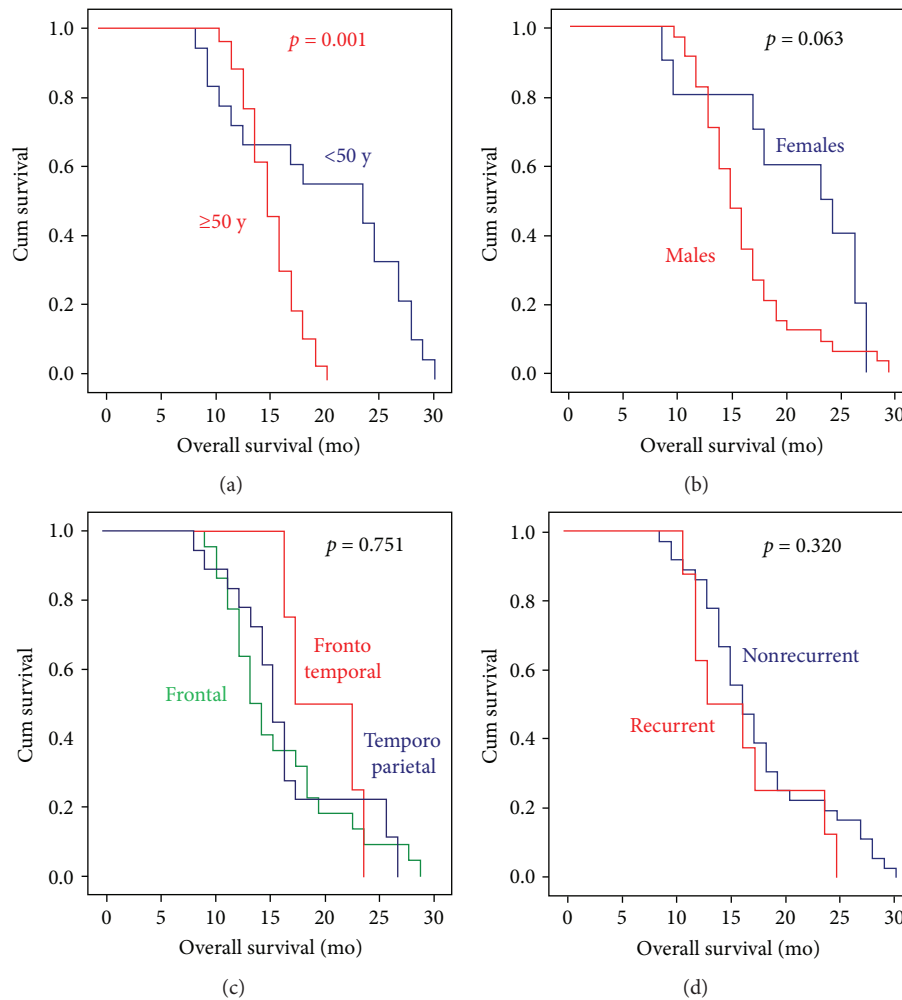 1.0
0.8
0.6
0.4
0.2
0.0
Cum survival
p = 0.001
<50 y
≥50 y
0 5 10 15 20 25 30
Overall survival (mo)
(a)
1.0
0.8
0.6
0.4
0.2
0.0
Cum survival
p = 0.063
Females
Males
0 5 10 15 20 25 30
Overall survival (mo)
(b)
1.0
0.8
0.6
0.4
0.2
0.0
Cum survival
p = 0.751
Fronto
temporal
Frontal
Temporo
parietal
0 5 10 15 20 25 30
Overall survival (mo)
(c)
1.0
0.8
0.6
0.4
0.2
0.0
Cum survival
p = 0.320
Nonrecurrent
Recurrent
0 5 10 15 20 25 30
Overall survival (mo)
(d)